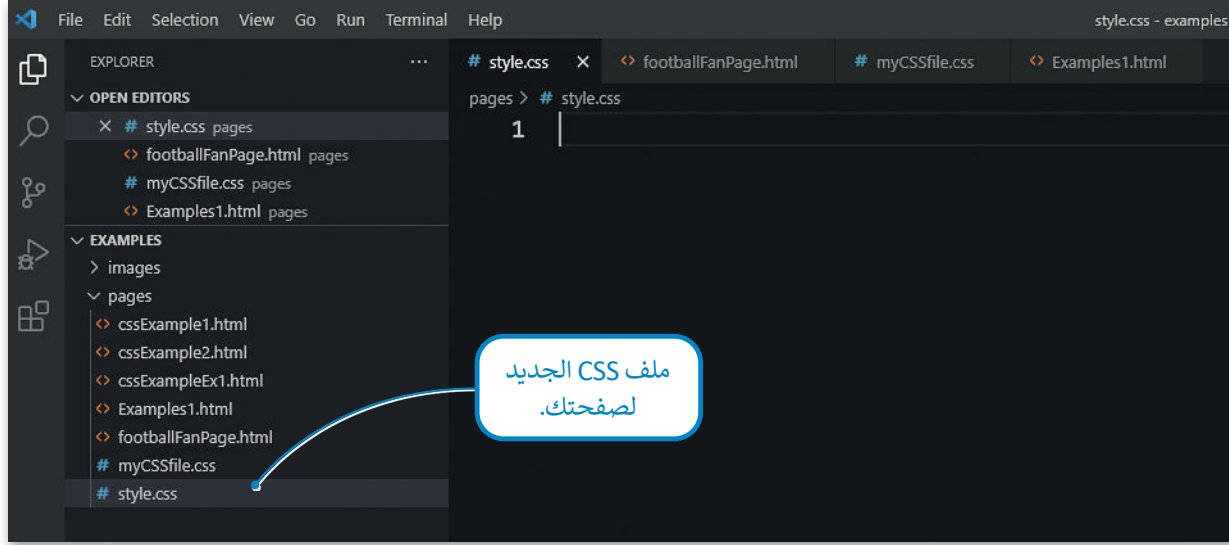 File Edit Selection View Go Run Terminal Help
style.css - examples
EXPLORER ...
OPEN EDITORS
style.css pages
footballFanPage.html pages
myCSSfile.css pages
Examples1.html pages
EXAMPLES
images
pages
cssExample1.html
cssExample2.html
cssExampleEx1.html
Examples1.html
footballFanPage.html
# myCSSfile.css
# style.css
# style.css footballFanPage.html # myCSSfile.css Examples1.html
pages > # style.css
1
ملف CSS الجديد
لصفحتك.